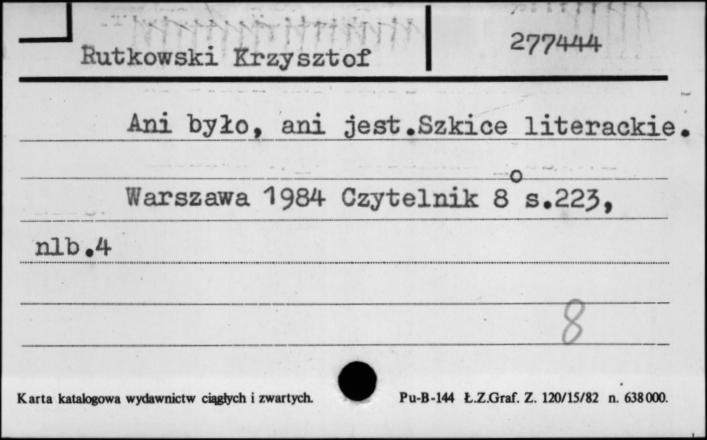 Rutkowski Krzysztof 277444
Ani było, ani jest.Szkice literackie.
Warszawa 1984 Czytelnik 8° s.223,
nlb.4
8
Karta katalogowa wydawnictw ciągłych i zwartych. Pu-B-144 Ł.Z.Graf. Z. 120/15/82 n. 638000.